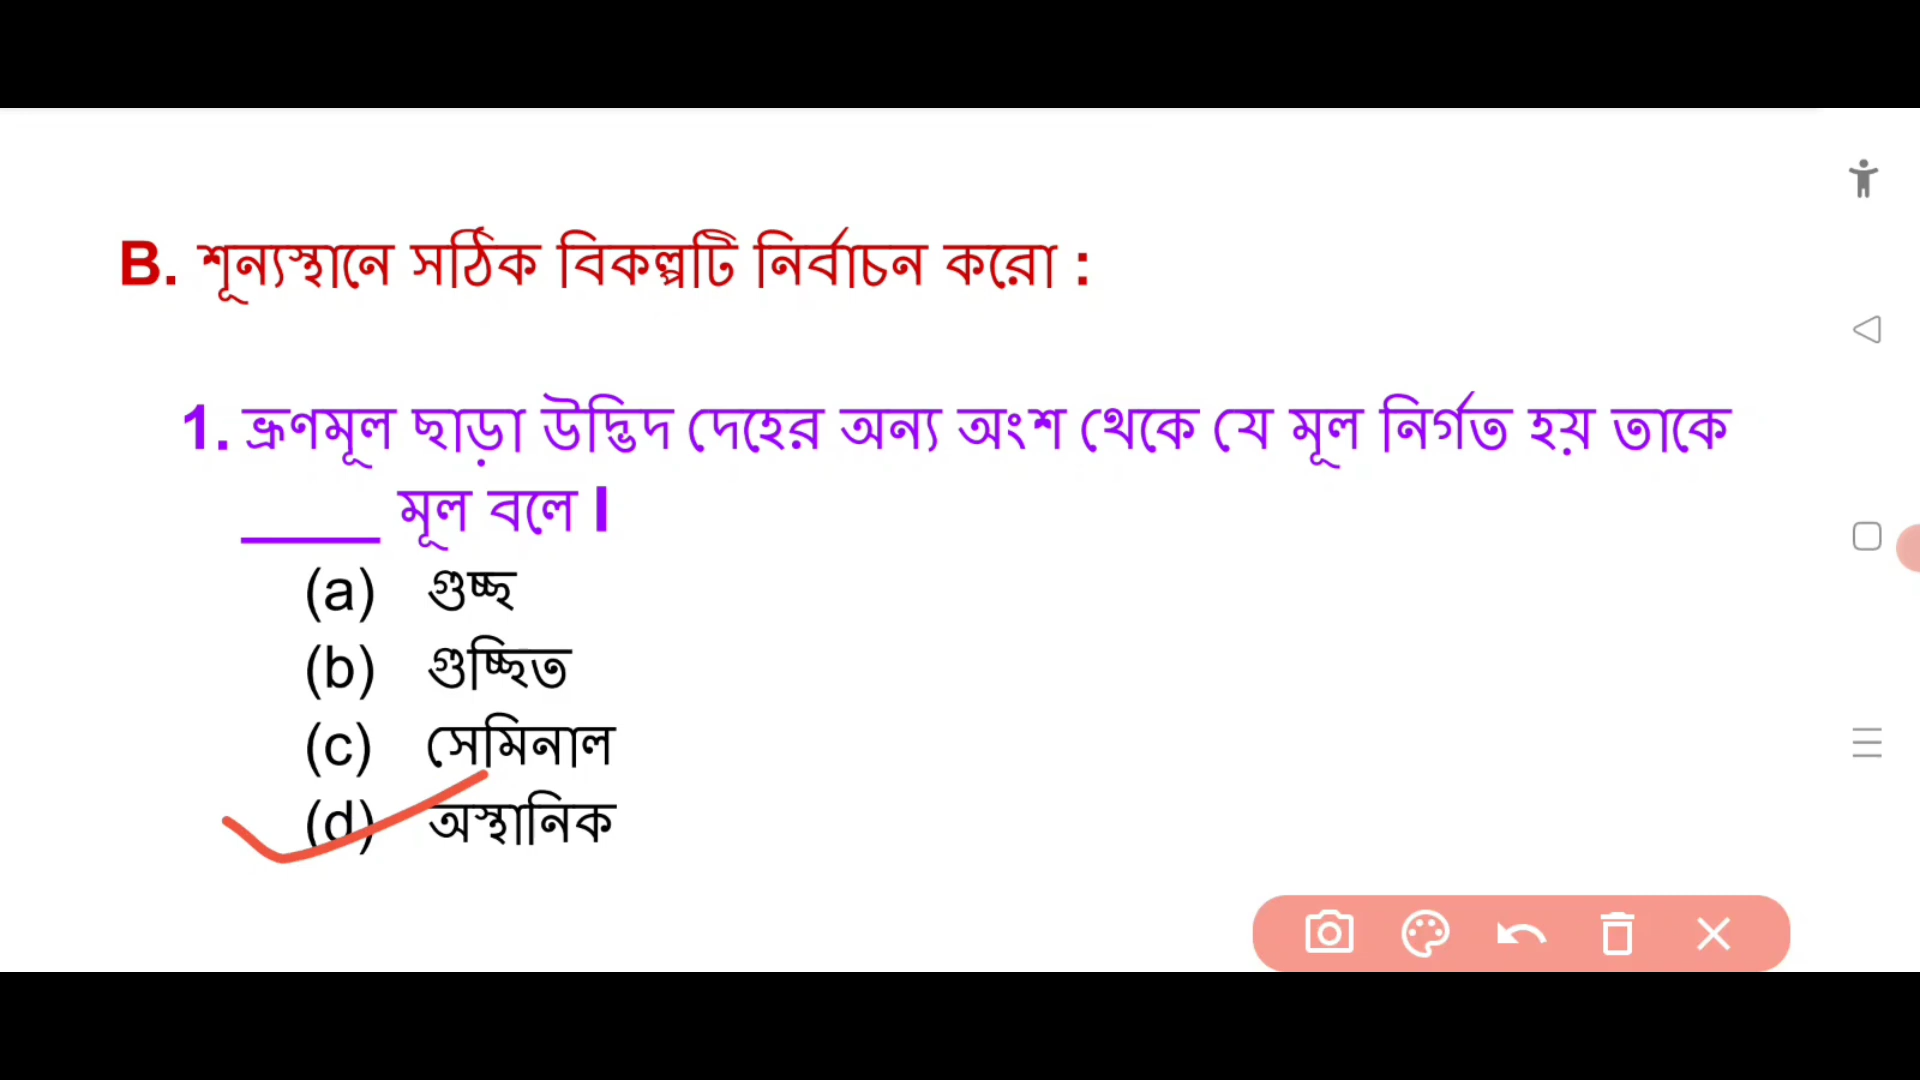 B. শূন্যস্থানে সঠিক বিকল্পটি নির্বাচন করো :
1. ভ্রূণমূল ছাড়া উদ্ভিদ দেহের অন্য অংশ থেকে যে মূল নির্গত হয় তাকে
_____ মূল বলে I
(a) গুচ্ছ
(b) গুচ্ছিত
(c) সেমিনাল
(d) অস্থানিক